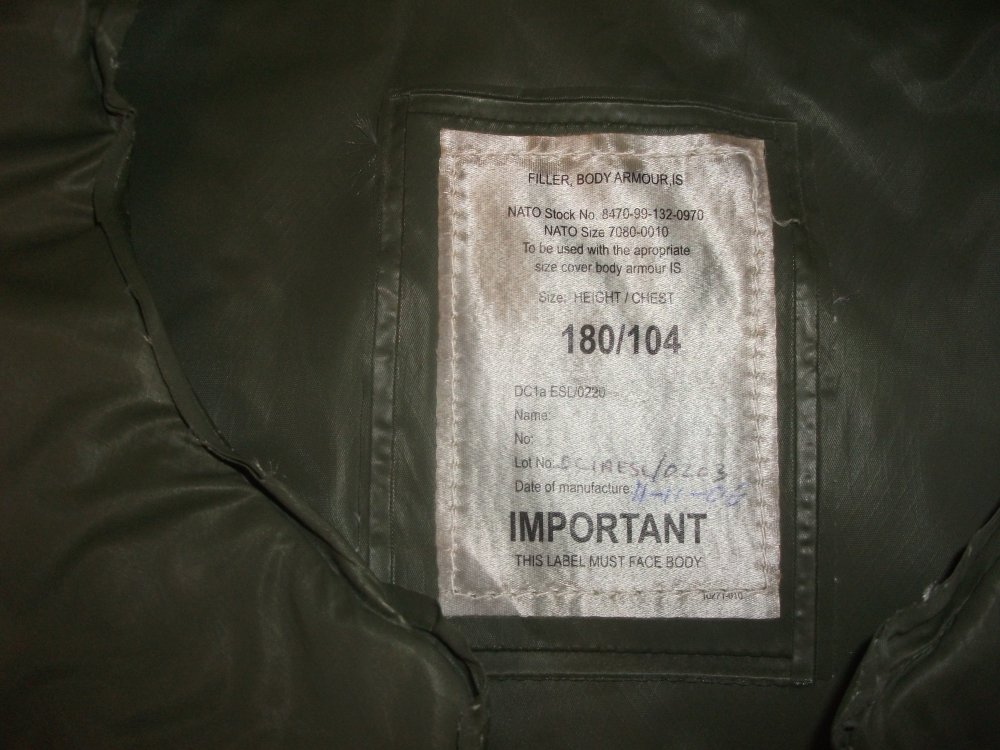 FILLER, BODY ARMOUR,IS
NATO Stock No. 8470-99-132-0970
NATO Size 7080-0010
To be used with the apropriate
size cover body armour IS
Size: HEIGHT / CHEST
180/104
DC1a ESL/0220
Name:
No:
Lot No: DC1AESL/0203
Date of manufacture:
IMPORTANT
THIS LABEL MUST FACE BODY